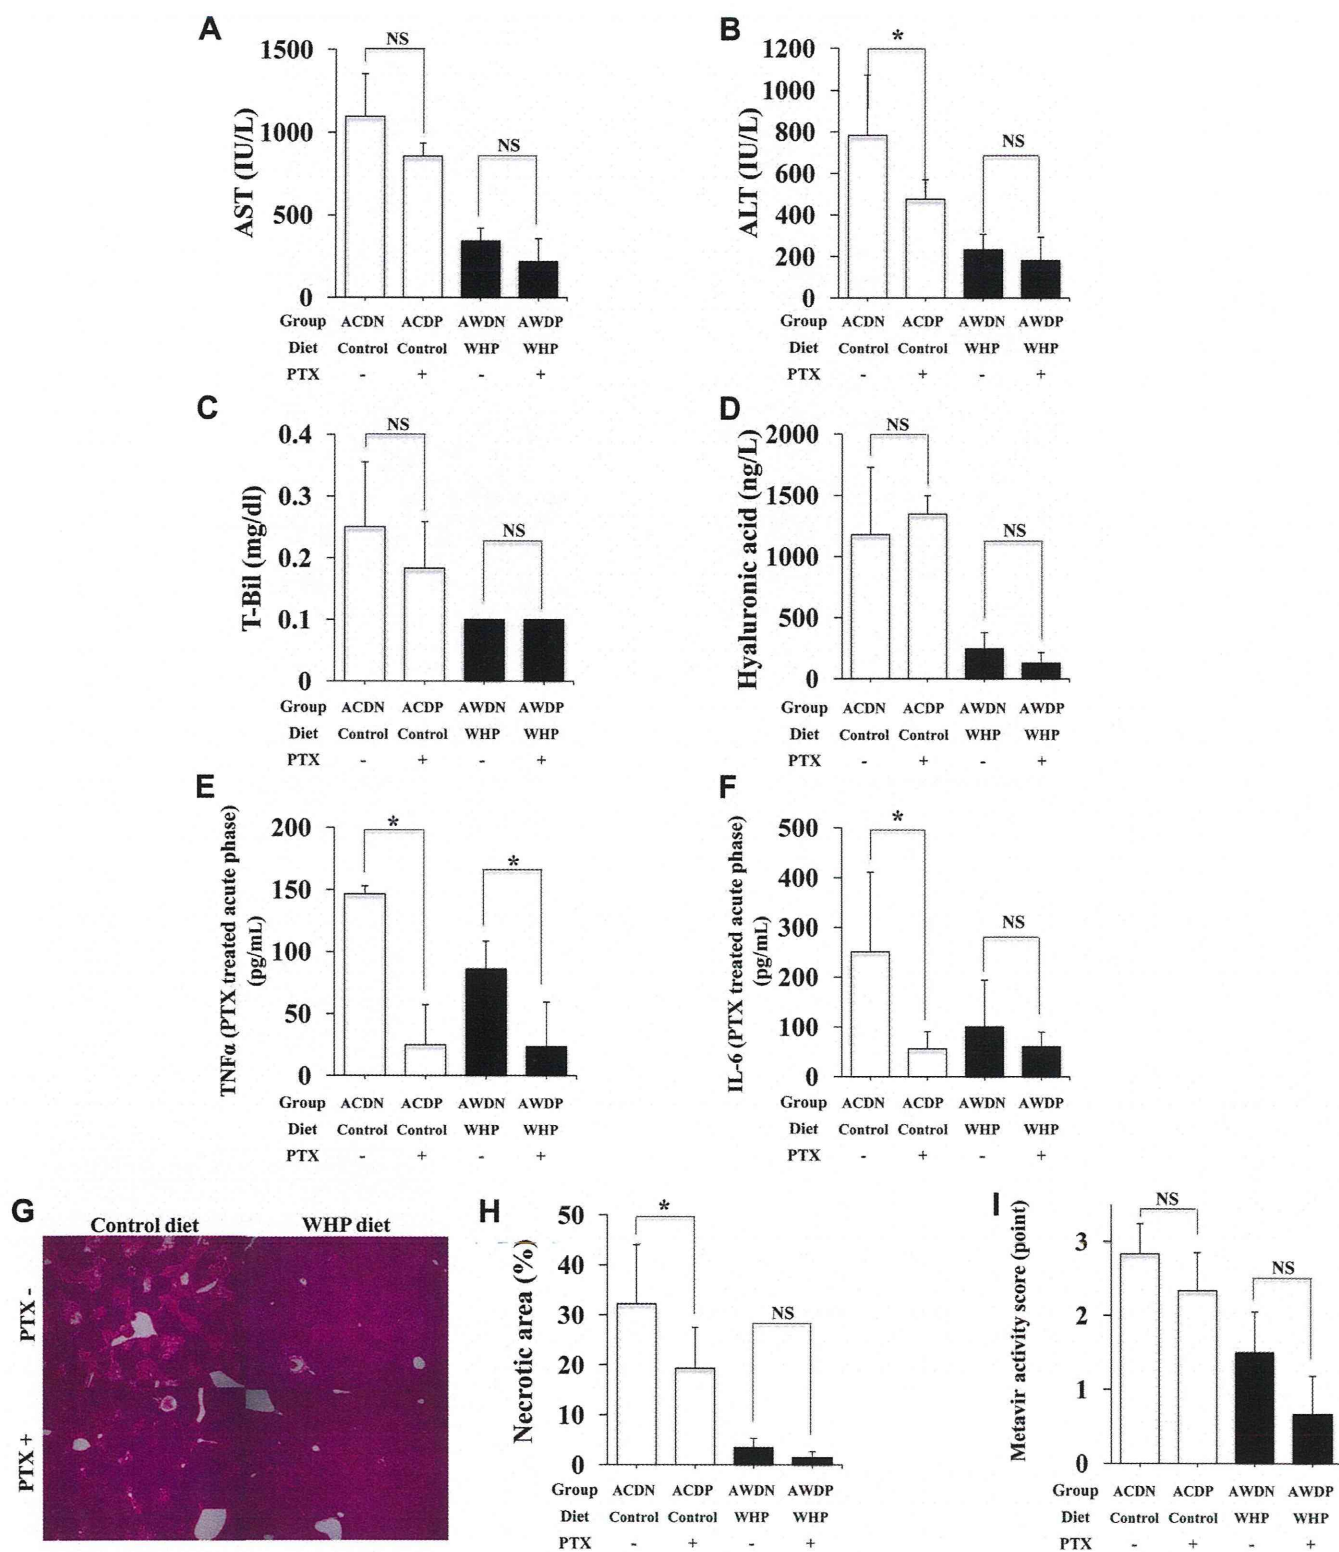 A
NS
1500
1000
500
0
AST (IU/L)
NS
Group ACDN ACDP AWDN AWDP
Diet Control Control WHP WHP
PTX - + - +
B
*
1200
1000
800
600
400
200
0
ALT (IU/L)
NS
Group ACDN ACDP AWDN AWDP
Diet Control Control WHP WHP
PTX - + - +
C
NS
0.4
0.3
0.2
0.1
0
T-Bil (mg/dl)
NS
Group ACDN ACDP AWDN AWDP
Diet Control Control WHP WHP
PTX - + - +
D
NS
2000
1500
1000
500
0
Hyaluronic acid (ng/L)
NS
Group ACDN ACDP AWDN AWDP
Diet Control Control WHP WHP
PTX - + - +
E
*
200
150
100
50
0
TNFα (PTX treated acute phase)
(pg/mL)
*
Group ACDN ACDP AWDN AWDP
Diet Control Control WHP WHP
PTX - + - +
F
*
500
400
300
200
100
0
IL-6 (PTX treated acute phase)
(pg/mL)
NS
Group ACDN ACDP AWDN AWDP
Diet Control Control WHP WHP
PTX - + - +
G
Control diet WHP diet
PTX -
PTX +
H
*
50
40
30
20
10
0
Necrotic area (%)
NS
Group ACDN ACDP AWDN AWDP
Diet Control Control WHP WHP
PTX - + - +
I
NS
3
2
1
0
Metavir activity score (point)
NS
Group ACDN ACDP AWDN AWDP
Diet Control Control WHP WHP
PTX - + - +